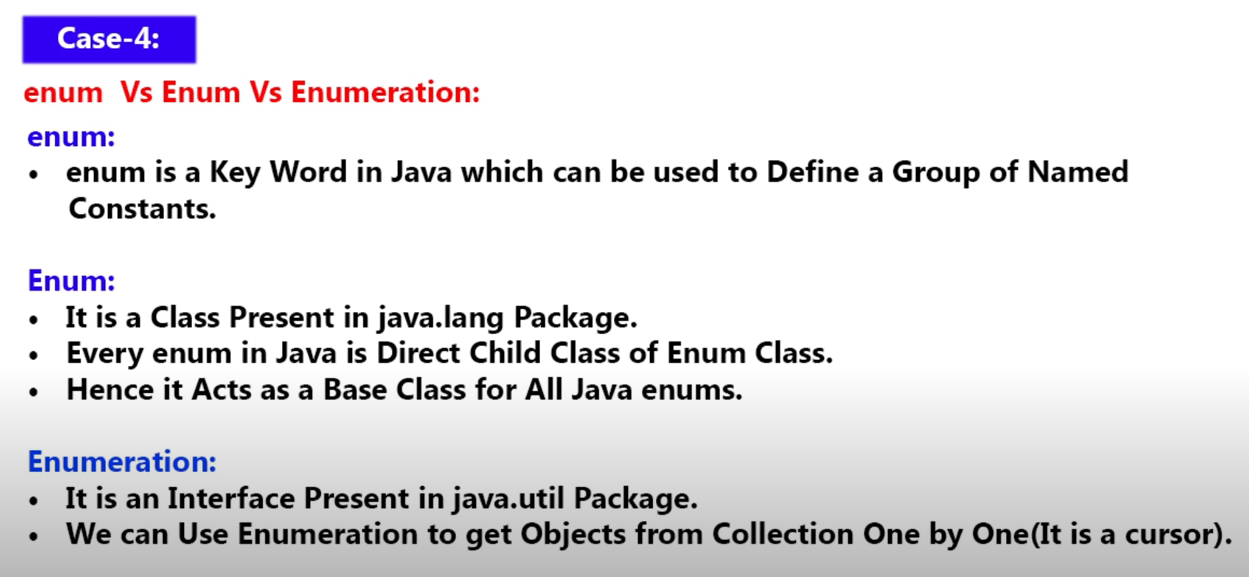 Case-4:
enum Vs Enum Vs Enumeration:
enum:
• enum is a Key Word in Java which can be used to Define a Group of Named
Constants.
Enum:
• It is a Class Present in java.lang Package.
• Every enum in Java is Direct Child Class of Enum Class.
• Hence it Acts as a Base Class for All Java enums.
Enumeration:
• It is an Interface Present in java.util Package.
• We can Use Enumeration to get Objects from Collection One by One(It is a cursor).